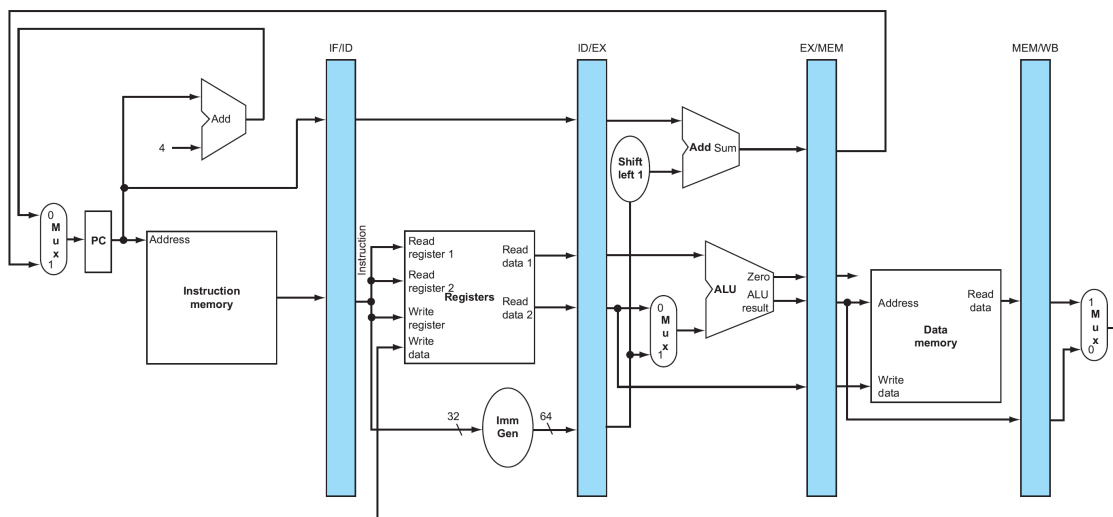 IF/ID
ID/EX
EX/MEM
MEM/WB
Add
4
Add Sum
Shift
left 1
0
M
u
x
1
PC
Address
Instruction
memory
Instruction
Read
register 1
Read
register 2
Write
register
Write
data
Registers
Read
data 1
Read
data 2
0
M
u
x
1
ALU
Zero
ALU
result
Address
Read
data
Data
memory
Write
data
1
M
u
x
0
32
Imm
Gen
64